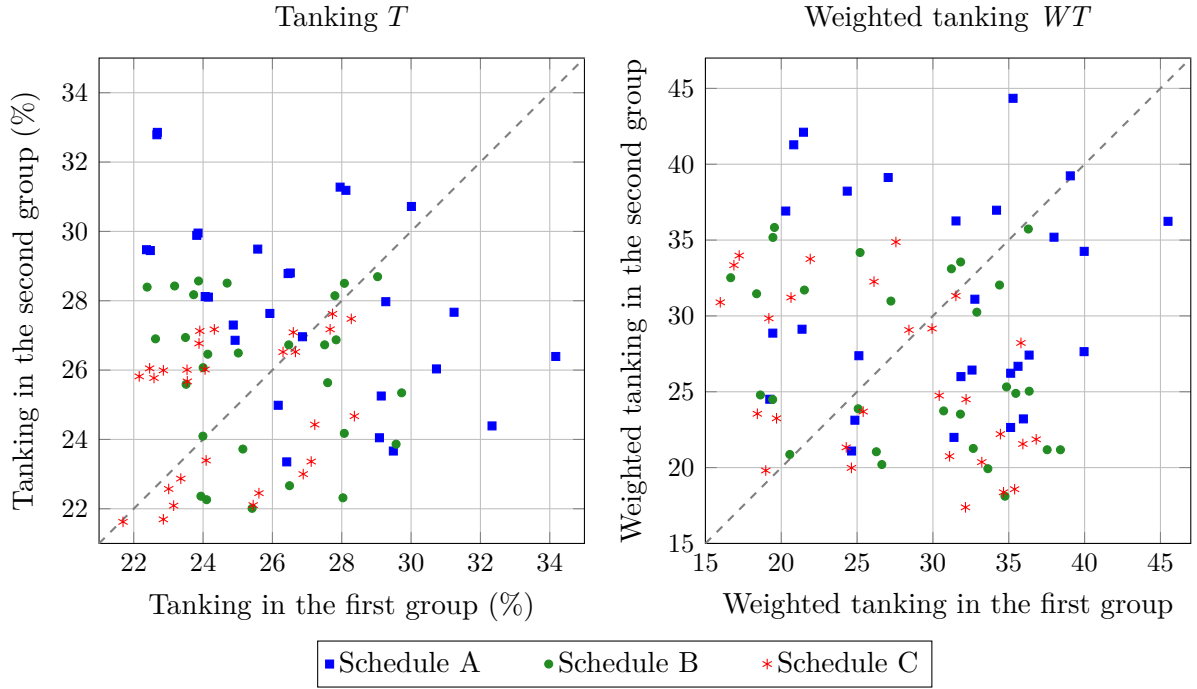 Tanking T
Tanking in the second group (%)
34
32
30
28
26
24
22
22 24 26 28 30 32 34
Tanking in the first group (%)
Weighted tanking WT
Weighted tanking in the second group
45
40
35
30
25
20
15
15 20 25 30 35 40 45
Weighted tanking in the first group
Schedule A Schedule B Schedule C